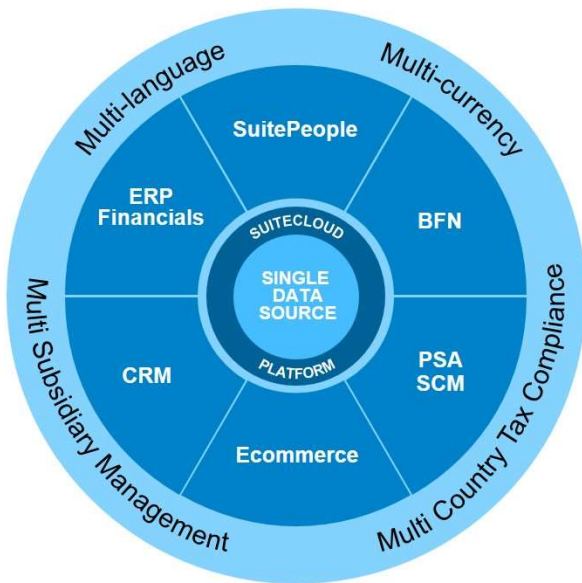 Multi-language
Multi-currency
SuitePeople
ERP
Financials
BFN
SUITECLOUD
SINGLE
DATA
SOURCE
PLATFORM
CRM
PSA
SCM
Ecommerce
Multi Subsidiary Management
Multi Country Tax Compliance